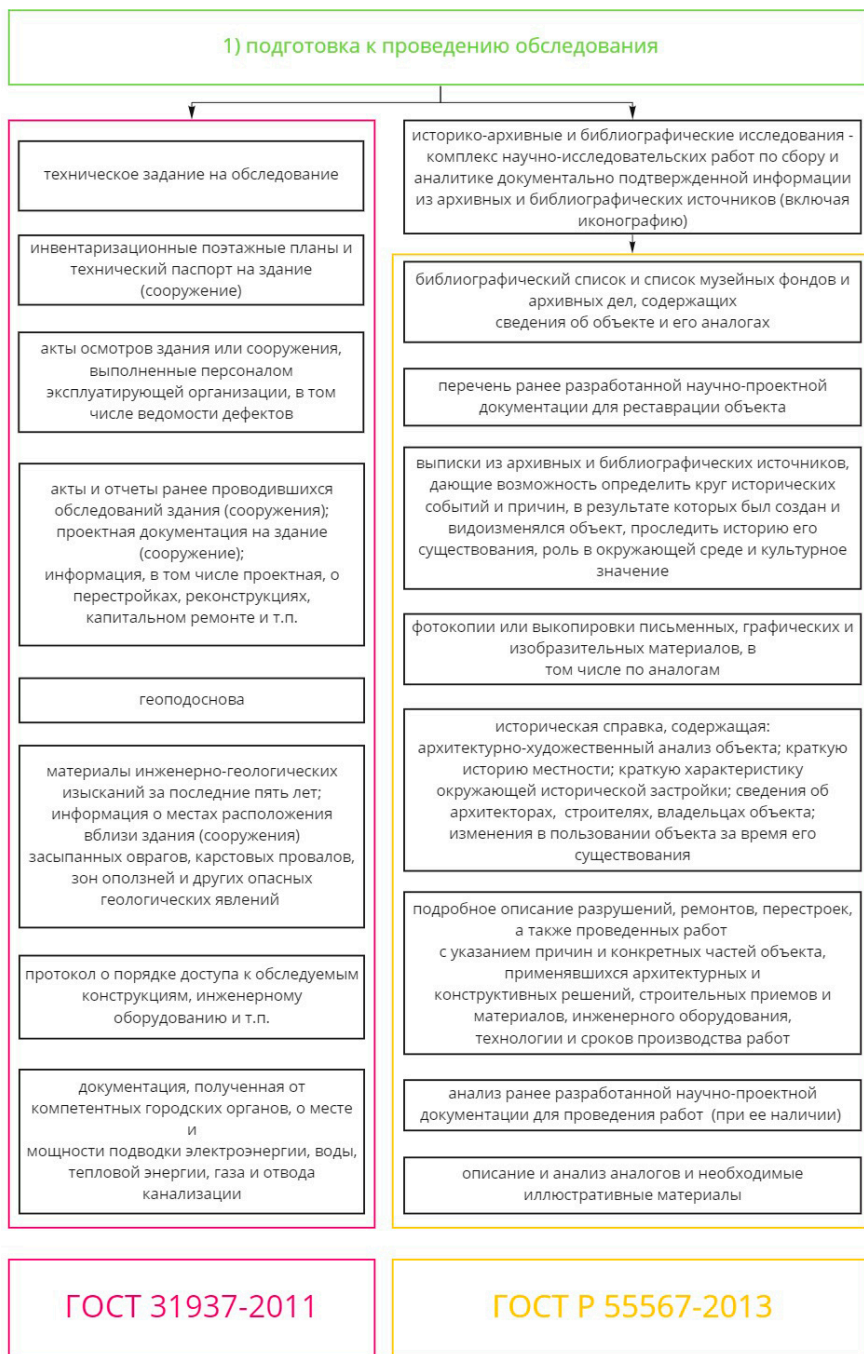 1) подготовка к проведению обследования
техническое задание на обследование
инвентаризационные поэтажные планы и
технический паспорт на здание
(сооружение)
акты осмотров здания или сооружения,
выполненные персоналом
эксплуатирующей организации, в том
числе ведомости дефектов
акты и отчеты ранее проводившихся
обследований здания (сооружения);
проектная документация на здание
(сооружение);
информация, в том числе проектная, о
перестройках, реконструкциях,
капитальном ремонте и т.п.
геоподоснова
материалы инженерно-геологических
изысканий за последние пять лет;
информация о местах расположения
вблизи здания (сооружения)
засыпанных оврагов, карстовых провалов,
зон оползней и других опасных
геологических явлений
протокол о порядке доступа к обследуемым
конструкциям, инженерному
оборудованию и т.п.
документация, полученная от
компетентных городских органов, о месте
и
мощности подводки электроэнергии, воды,
тепловой энергии, газа и отвода
канализации
ГОСТ 31937-2011
историко-архивные и библиографические исследования -
комплекс научно-исследовательских работ по сбору и
аналитике документально подтвержденной информации
из архивных и библиографических источников (включая
иконографию)
библиографический список и список музейных фондов и
архивных дел, содержащих
сведения об объекте и его аналогах
перечень ранее разработанной научно-проектной
документации для реставрации объекта
выписки из архивных и библиографических источников,
дающие возможность определить круг исторических
событий и причин, в результате которых был создан и
видоизменялся объект, проследить историю его
существования, роль в окружающей среде и культурное
значение
фотокопии или выкопировки письменных, графических и
изобразительных материалов, в
том числе по аналогам
историческая справка, содержащая:
архитектурно-художественный анализ объекта; краткую
историю местности; краткую характеристику
окружающей исторической застройки; сведения об
архитекторах, строителях, владельцах объекта;
изменения в пользовании объекта за время его
существования
подробное описание разрушений, ремонтов, перестроек,
а также проведенных работ
с указанием причин и конкретных частей объекта,
применявшихся архитектурных и
конструктивных решений, строительных приемов и
материалов, инженерного оборудования,
технологии и сроков производства работ
анализ ранее разработанной научно-проектной
документации для проведения работ (при ее наличии)
описание и анализ аналогов и необходимые
иллюстративные материалы
ГОСТ Р 55567-2013